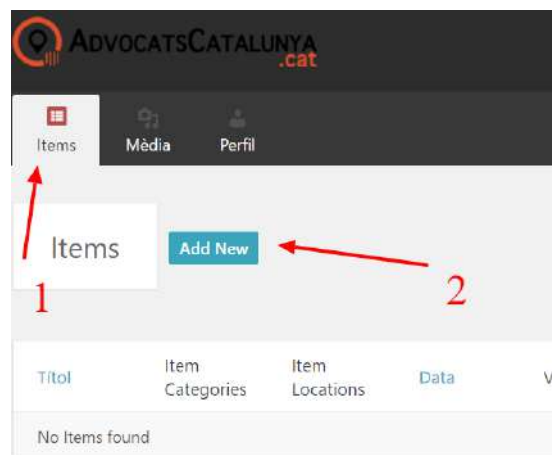 ADVOCATSCATALUNYA
.cat
Items
Mèdia
Perfil
Items
Add New
1
2
Títol
Item
Categories
Item
Locations
Data
V
No Items found